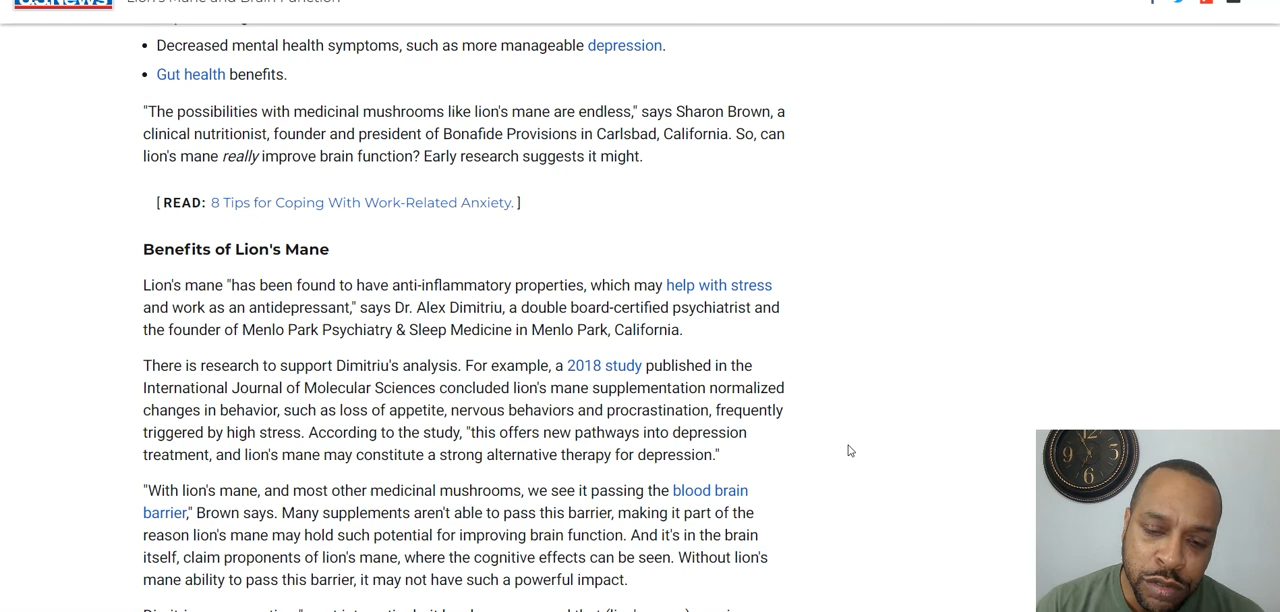 U.S.News
Lion's Mane and Brain Function
• Decreased mental health symptoms, such as more manageable depression.
• Gut health benefits.
"The possibilities with medicinal mushrooms like lion's mane are endless," says Sharon Brown, a
clinical nutritionist, founder and president of Bonafide Provisions in Carlsbad, California. So, can
lion's mane really improve brain function? Early research suggests it might.
[ READ: 8 Tips for Coping With Work-Related Anxiety. ]
Benefits of Lion's Mane
Lion's mane "has been found to have anti-inflammatory properties, which may help with stress
and work as an antidepressant," says Dr. Alex Dimitriu, a double board-certified psychiatrist and
the founder of Menlo Park Psychiatry & Sleep Medicine in Menlo Park, California.
There is research to support Dimitriu's analysis. For example, a 2018 study published in the
International Journal of Molecular Sciences concluded lion's mane supplementation normalized
changes in behavior, such as loss of appetite, nervous behaviors and procrastination, frequently
triggered by high stress. According to the study, "this offers new pathways into depression
treatment, and lion's mane may constitute a strong alternative therapy for depression."
"With lion's mane, and most other medicinal mushrooms, we see it passing the blood brain
barrier," Brown says. Many supplements aren't able to pass this barrier, making it part of the
reason lion's mane may hold such potential for improving brain function. And it's in the brain
itself, claim proponents of lion's mane, where the cognitive effects can be seen. Without lion's
mane ability to pass this barrier, it may not have such a powerful impact.